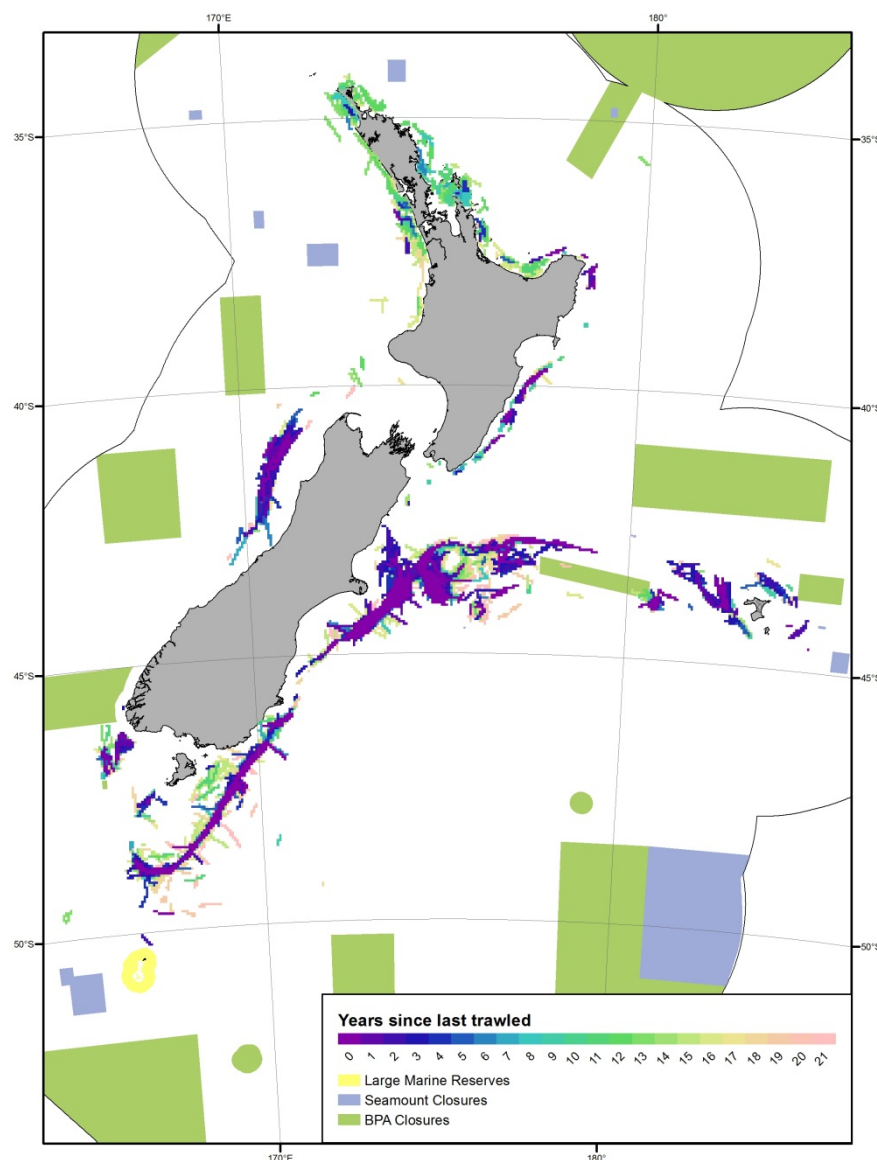 170°E
180°
35°S
35°S
40°S
40°S
45°S
45°S
50°S
50°S
Years since last trawled
0 1 2 3 4 5 6 7 8 9 10 11 12 13 14 15 16 17 18 19 20 21
Large Marine Reserves
Seamount Closures
BPA Closures
170°E
180°